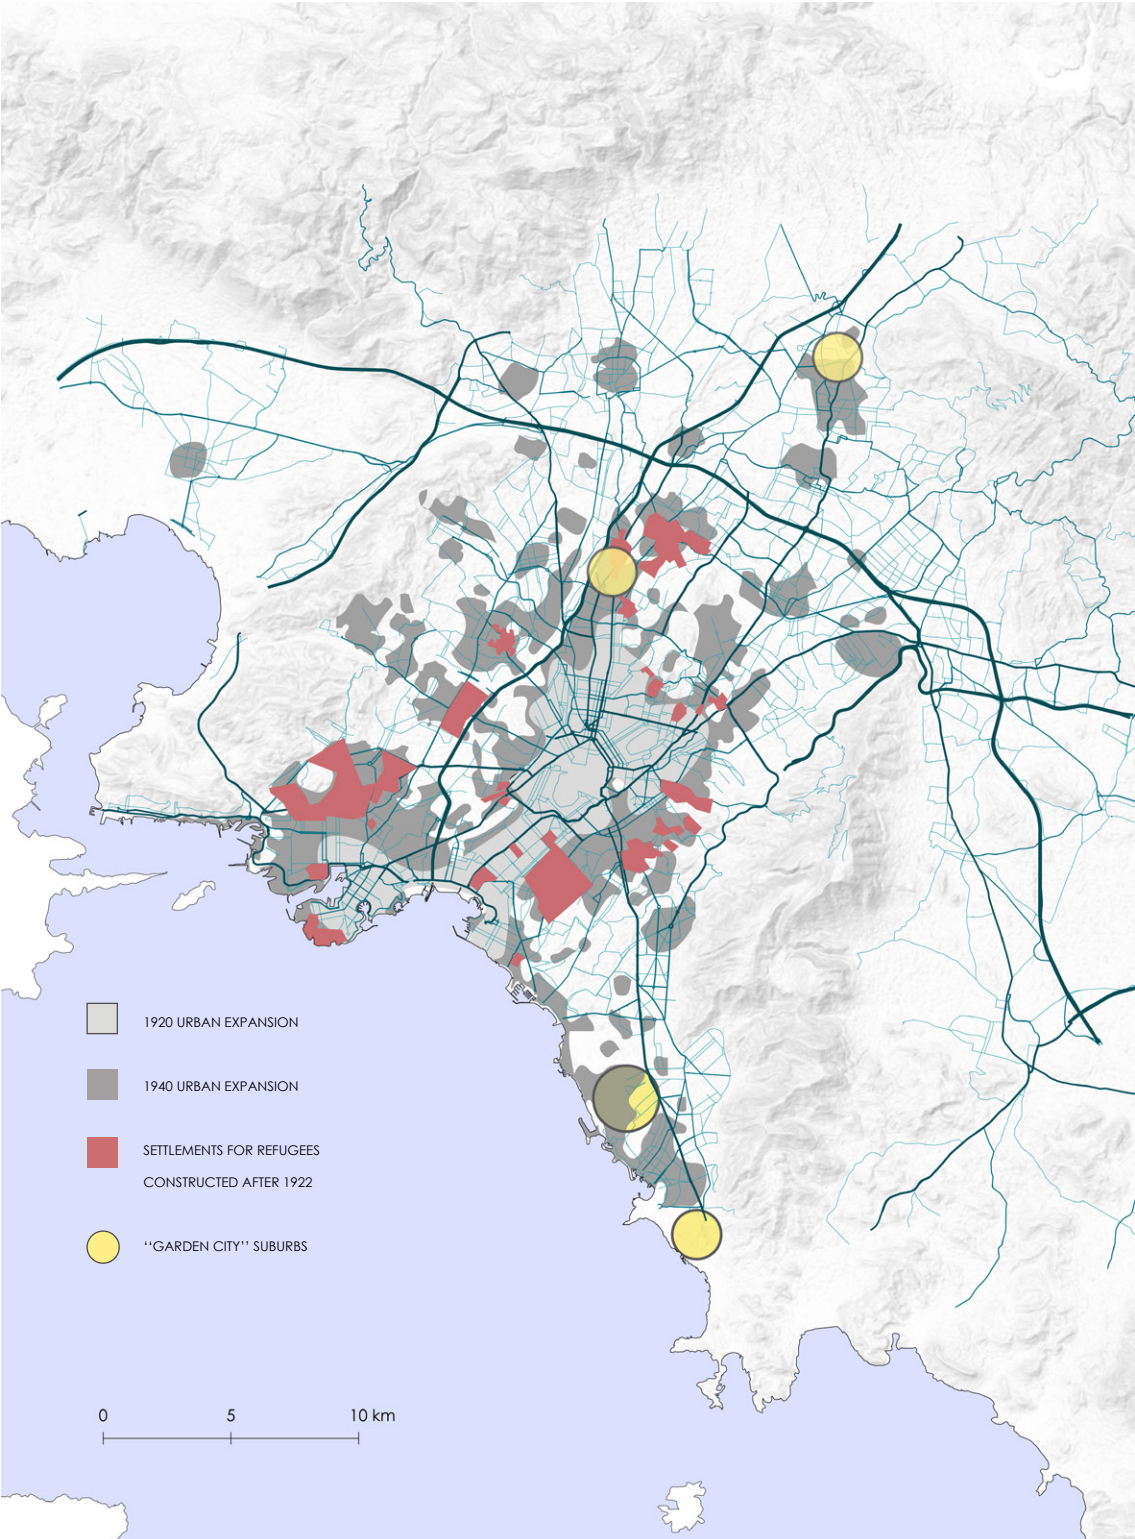 1920 URBAN EXPANSION
1940 URBAN EXPANSION
SETTLEMENTS FOR REFUGEES
CONSTRUCTED AFTER 1922
‘‘GARDEN CITY’’ SUBURBS
0 5 10 km